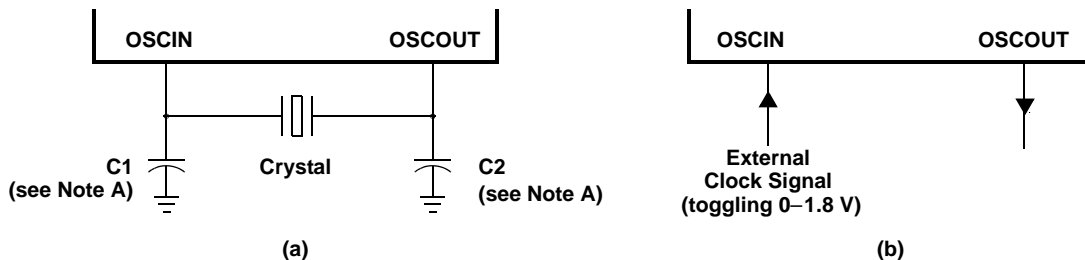 OSCIN
OSCOUT
C1
(see Note A)
Crystal
C2
(see Note A)
(a)
OSCIN
OSCOUT
External
Clock Signal
(toggling 0–1.8 V)
(b)